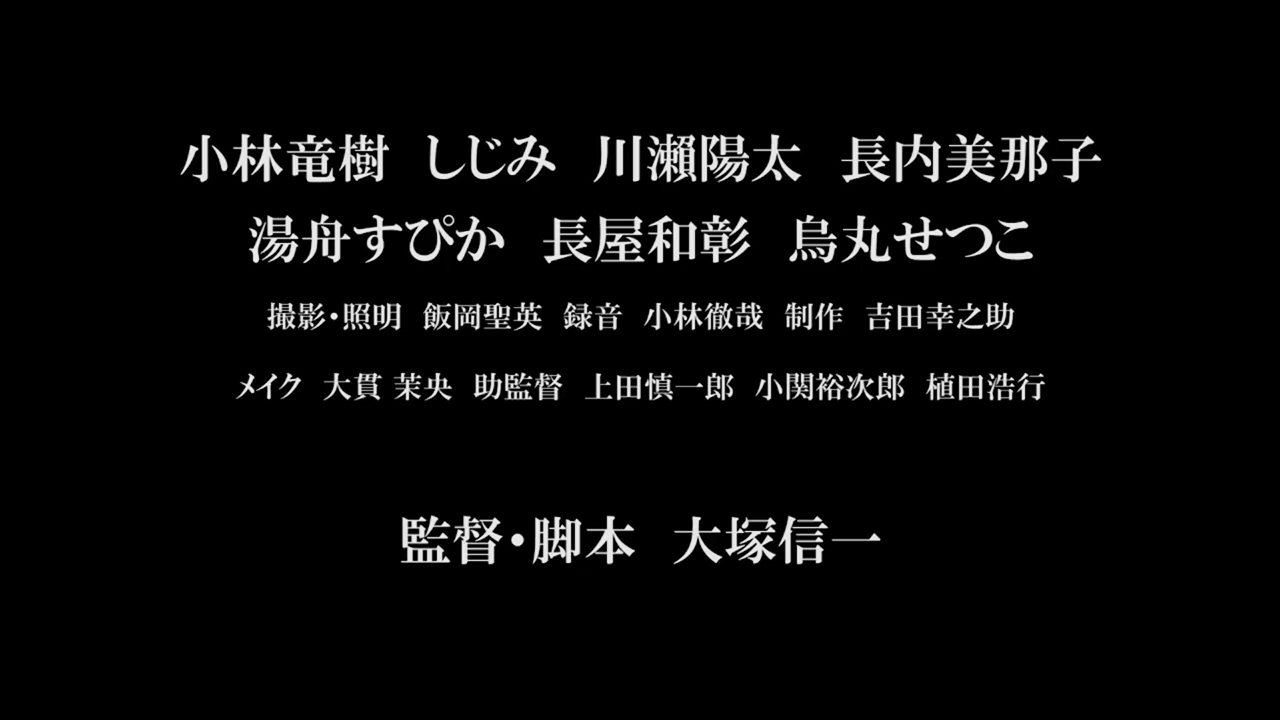 小林竜樹 しじみ 川瀬陽太 長内美那子
湯舟すぴか 長屋和彰 烏丸せつこ
撮影・照明 飯岡聖英 録音 小林徹哉 制作 吉田幸之助
メイク 大貫 茉央 助監督 上田慎一郎 小関裕次郎 植田浩行
監督・脚本 大塚信一